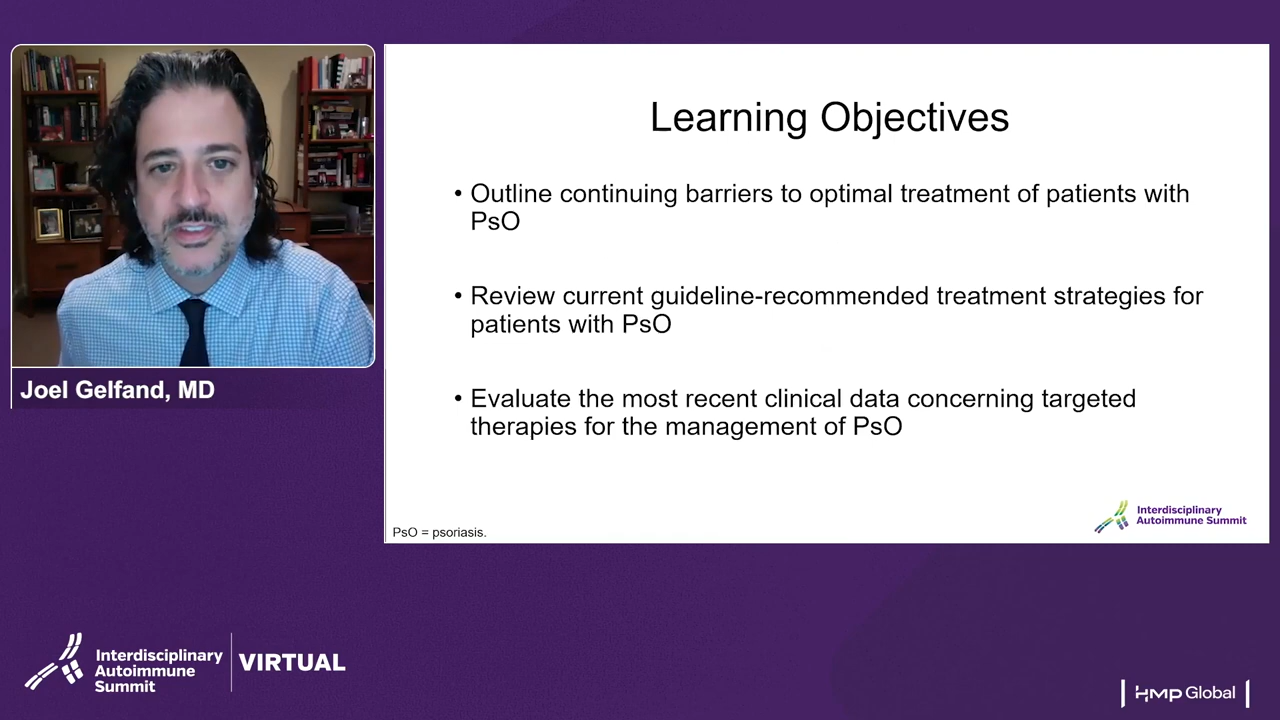 Joel Gelfand, MD
Learning Objectives
• Outline continuing barriers to optimal treatment of patients with
PsO
• Review current guideline-recommended treatment strategies for
patients with PsO
• Evaluate the most recent clinical data concerning targeted
therapies for the management of PsO
PsO = psoriasis.
Interdisciplinary
Autoimmune Summit
Interdisciplinary
Autoimmune
Summit
VIRTUAL
HMP Global